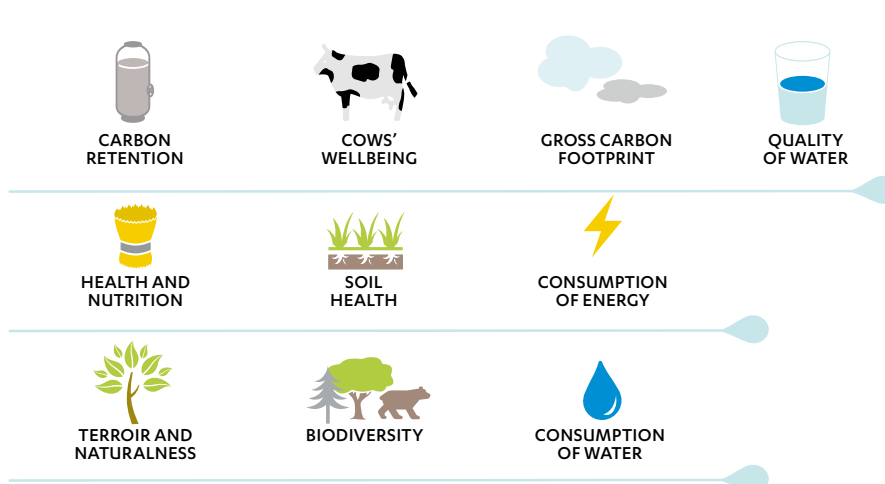 CARBON
RETENTION
COWS’
WELLBEING
GROSS CARBON
FOOTPRINT
QUALITY
OF WATER
HEALTH AND
NUTRITION
SOIL
HEALTH
CONSUMPTION
OF ENERGY
TERROIR AND
NATURALNESS
BIODIVERSITY
CONSUMPTION
OF WATER